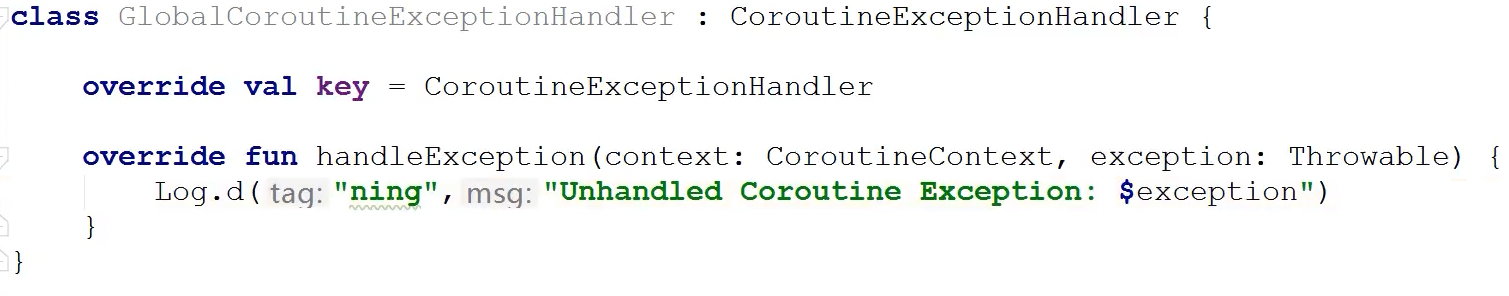 class GlobalCoroutineExceptionHandler : CoroutineExceptionHandler {
override val key = CoroutineExceptionHandler
override fun handleException(context: CoroutineContext, exception: Throwable) {
Log.d( tag: "ning", msg: "Unhandled Coroutine Exception: $exception")
}
}